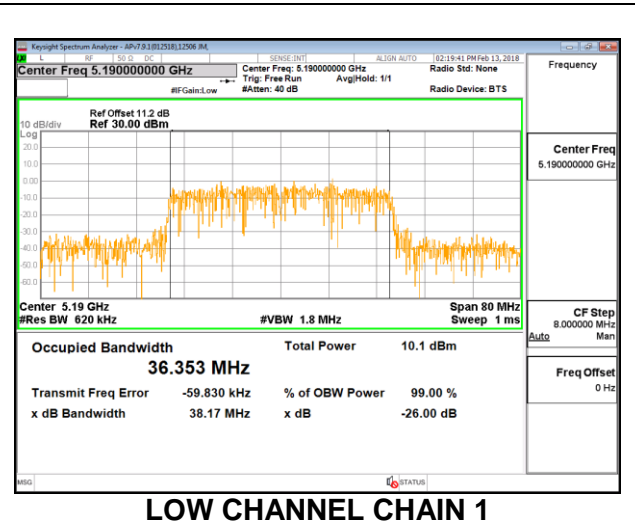 Keysight Spectrum Analyzer - APv7.9.1(012518),12506 JM,
L RF 50 Ω DC SENSE:INT ALIGN AUTO 02:19:41 PM Feb 13, 2018
Center Freq 5.190000000 GHz
Center Freq: 5.190000000 GHz Radio Std: None
Trig: Free Run Avg|Hold: 1/1
#IFGain:Low #Atten: 40 dB Radio Device: BTS
Frequency
Ref Offset 11.2 dB
10 dB/div Ref 30.00 dBm
Log
20.0
10.0
0.00
-10.0
-20.0
-30.0
-40.0
-50.0
-60.0
Center 5.19 GHz Span 80 MHz
#Res BW 620 kHz #VBW 1.8 MHz Sweep 1 ms
Center Freq
5.190000000 GHz
CF Step
8.000000 MHz
Auto Man
Freq Offset
0 Hz
Occupied Bandwidth Total Power 10.1 dBm
36.353 MHz
Transmit Freq Error -59.830 kHz % of OBW Power 99.00 %
x dB Bandwidth 38.17 MHz x dB -26.00 dB
MSG STATUS
LOW CHANNEL CHAIN 1